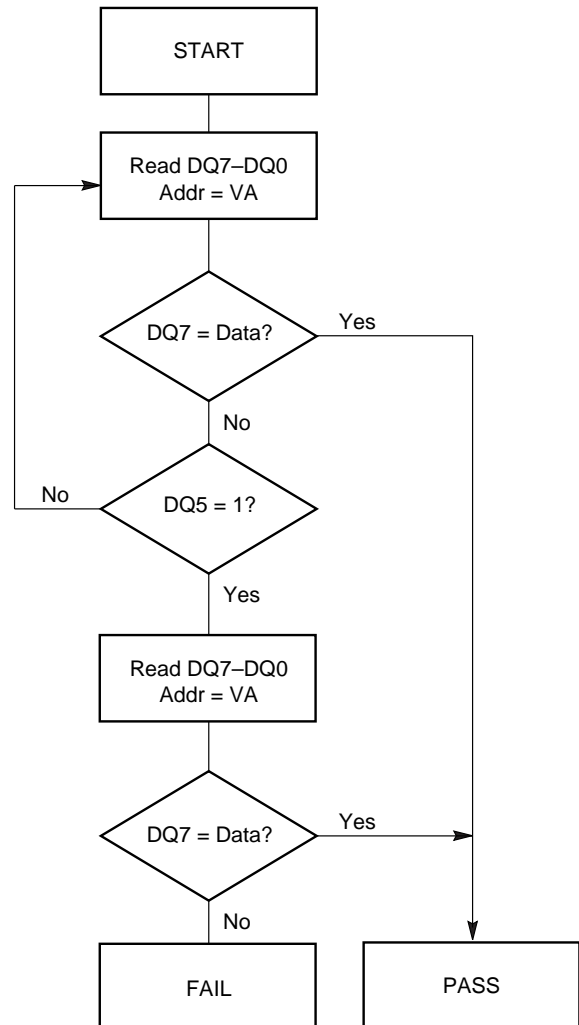 START
Read DQ7–DQ0
Addr = VA
DQ7 = Data?
Yes
No
No
DQ5 = 1?
Yes
Read DQ7–DQ0
Addr = VA
DQ7 = Data?
Yes
No
FAIL
PASS